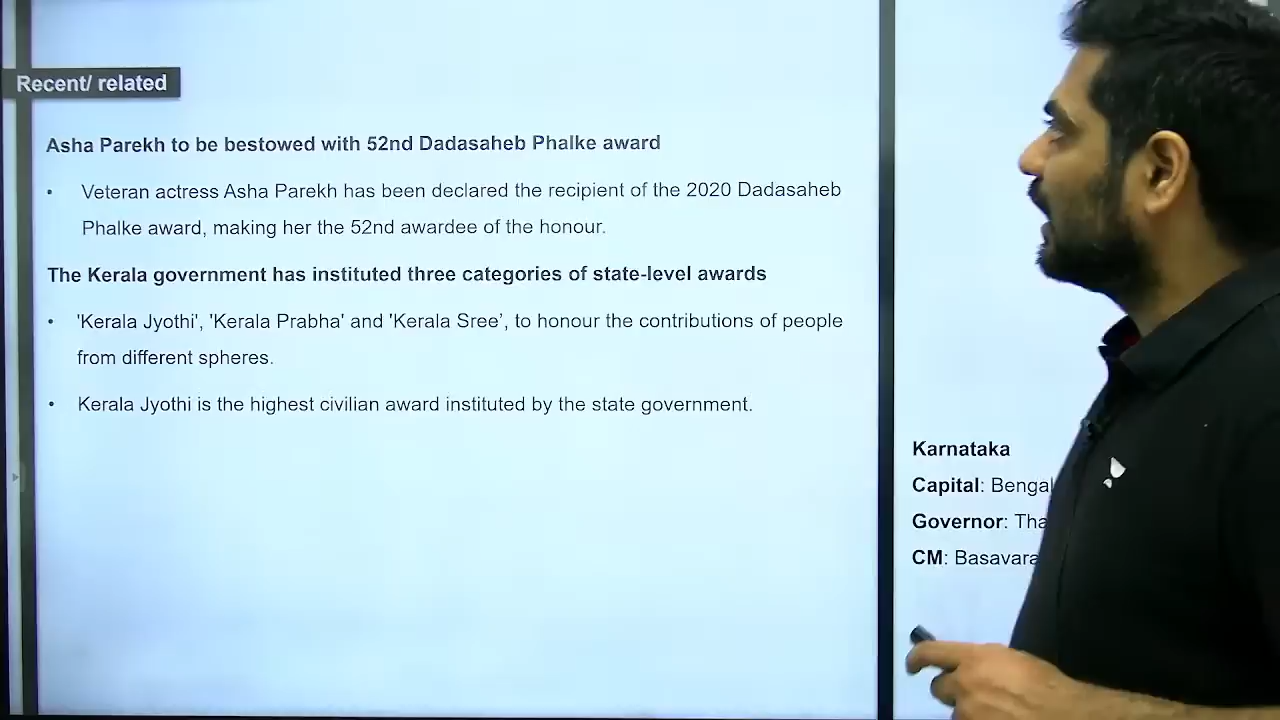 Recent/ related
Asha Parekh to be bestowed with 52nd Dadasaheb Phalke award
• Veteran actress Asha Parekh has been declared the recipient of the 2020 Dadasaheb
Phalke award, making her the 52nd awardee of the honour.
The Kerala government has instituted three categories of state-level awards
• 'Kerala Jyothi', 'Kerala Prabha' and 'Kerala Sree’, to honour the contributions of people
from different spheres.
• Kerala Jyothi is the highest civilian award instituted by the state government.
Karnataka
Capital:
Governor:
CM: